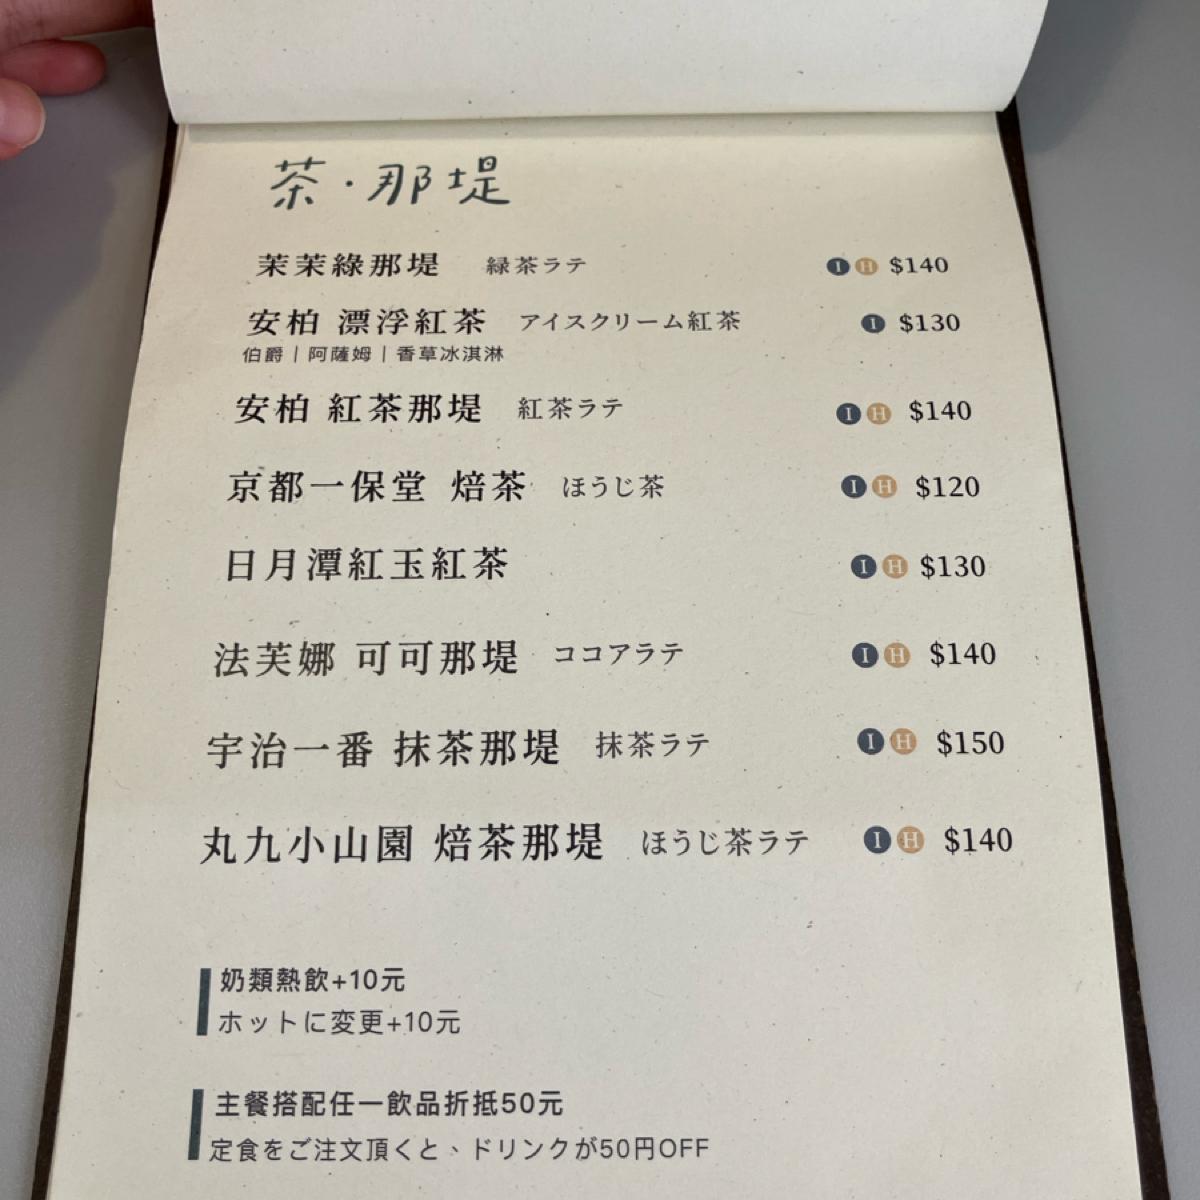 茶·那堤
茉茉綠那堤 緑茶ラテ I H $140
安柏 漂浮紅茶 アイスクリーム紅茶 I $130
伯爵｜阿薩姆｜香草冰淇淋
安柏 紅茶那堤 紅茶ラテ I H $140
京都一保堂 焙茶 ほうじ茶 I H $120
日月潭紅玉紅茶 I H $130
法芙娜 可可那堤 ココアラテ I H $140
宇治一番 抹茶那堤 抹茶ラテ I H $150
丸九小山園 焙茶那堤 ほうじ茶ラテ I H $140
奶類熱飲+10元
ホットに変更+10元
主餐搭配任一飲品折抵50元
定食をご注文頂くと、ドリンクが50円OFF